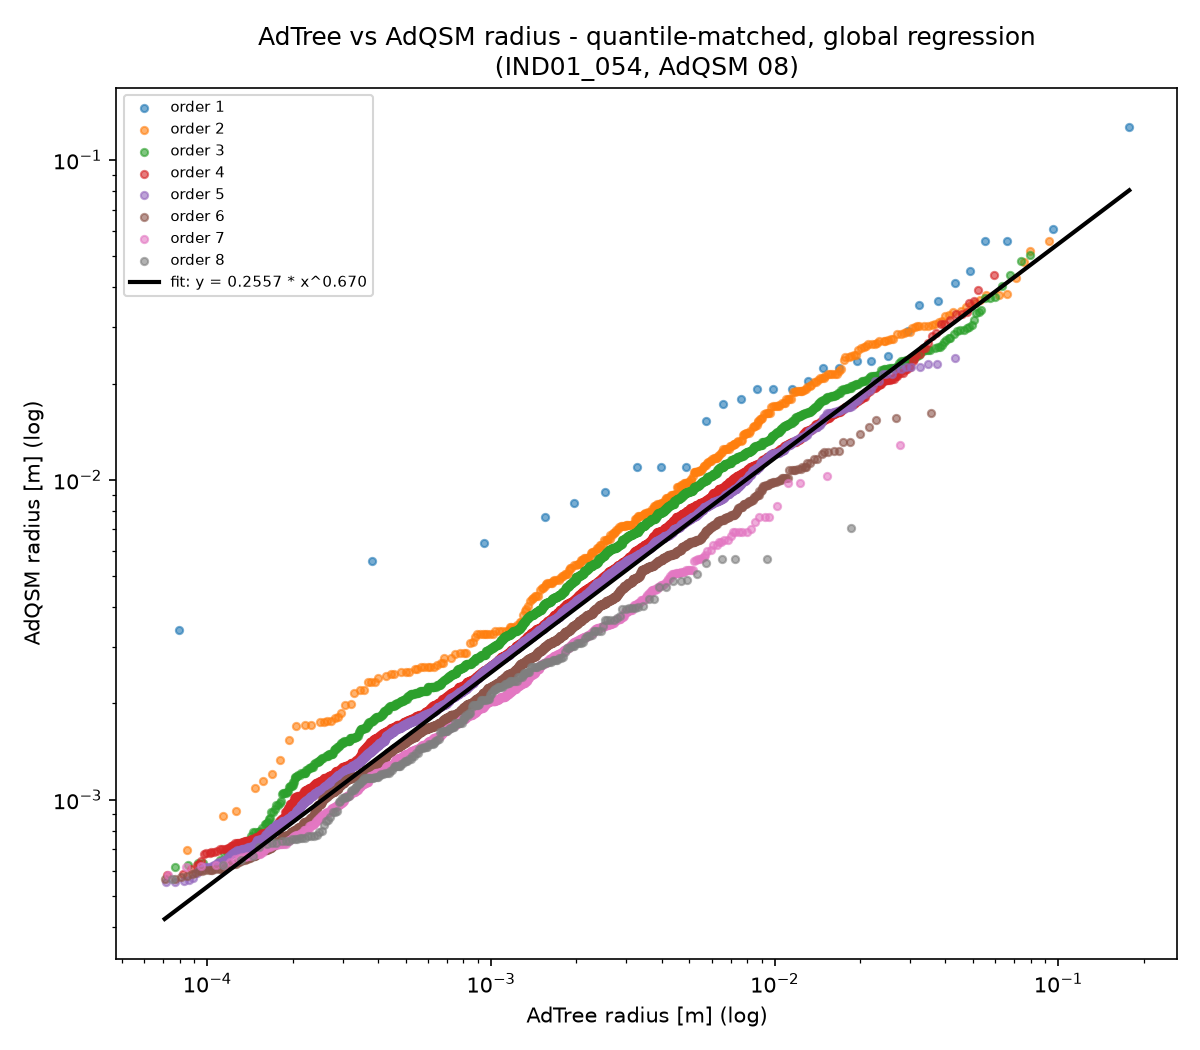 AdTree vs AdQSM radius - quantile-matched, global regression
(IND01_054, AdQSM 08)
order 1
order 2
order 3
order 4
order 5
order 6
order 7
order 8
fit: y = 0.2557 * x^0.670
10⁻¹
10⁻²
10⁻³
AdQSM radius [m] (log)
10⁻⁴
10⁻³
10⁻²
10⁻¹
AdTree radius [m] (log)